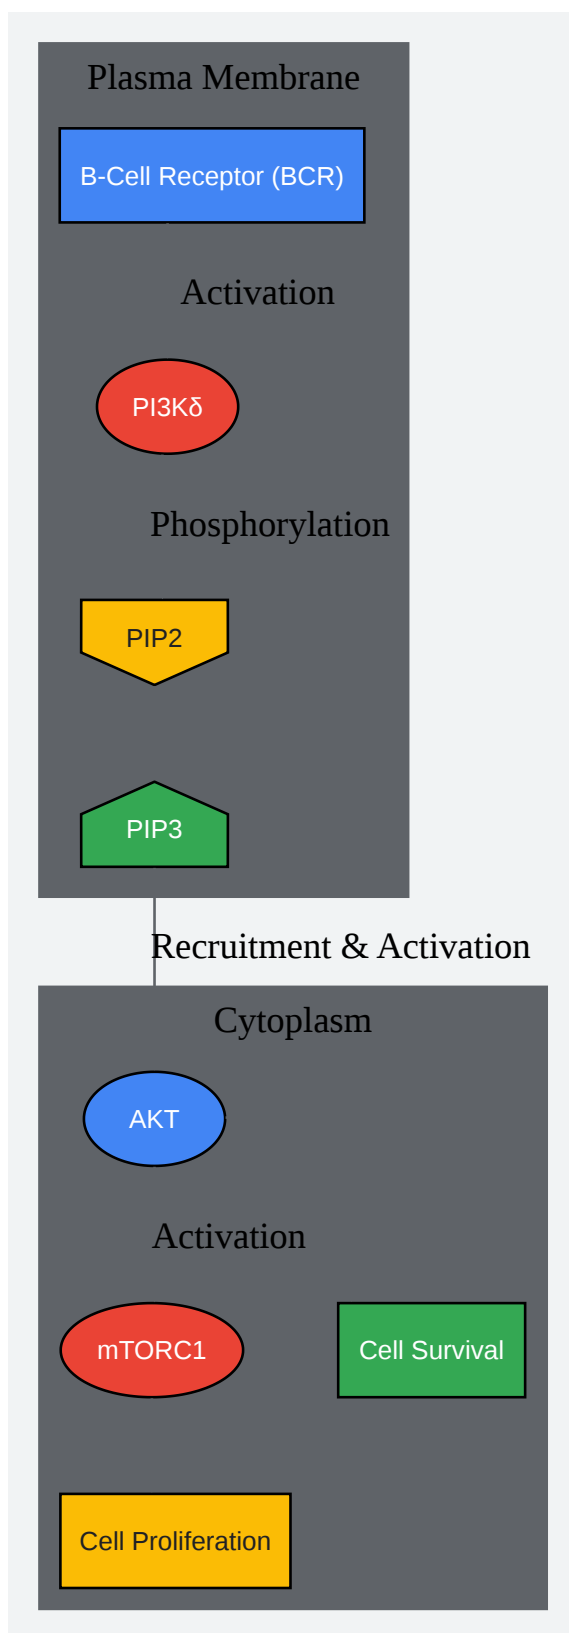 Plasma Membrane
B-Cell Receptor (BCR)
Activation
PI3Kδ
Phosphorylation
PIP2
PIP3
Recruitment & Activation
Cytoplasm
AKT
Activation
mTORC1
Cell Survival
Cell Proliferation